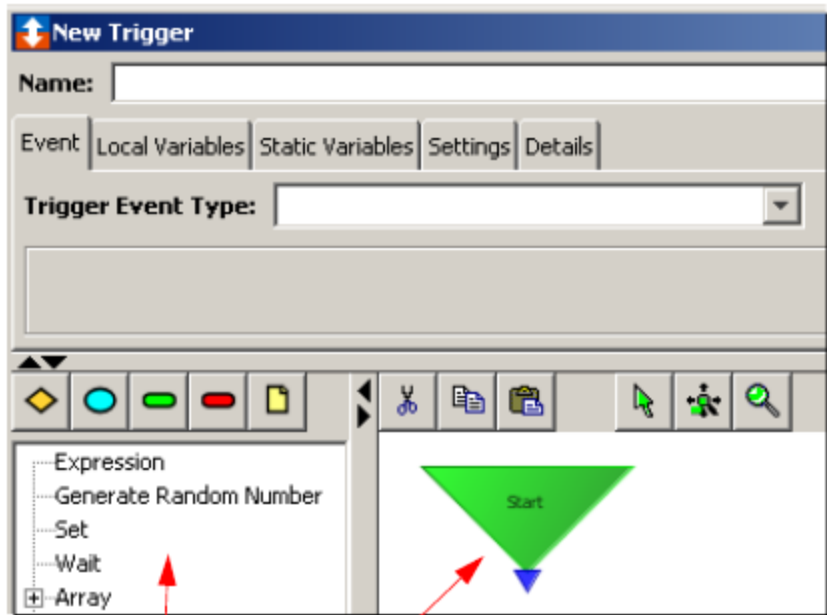 New Trigger
Name:
Event Local Variables Static Variables Settings Details
Trigger Event Type:
Expression
Generate Random Number
Set
Wait
Array
Start